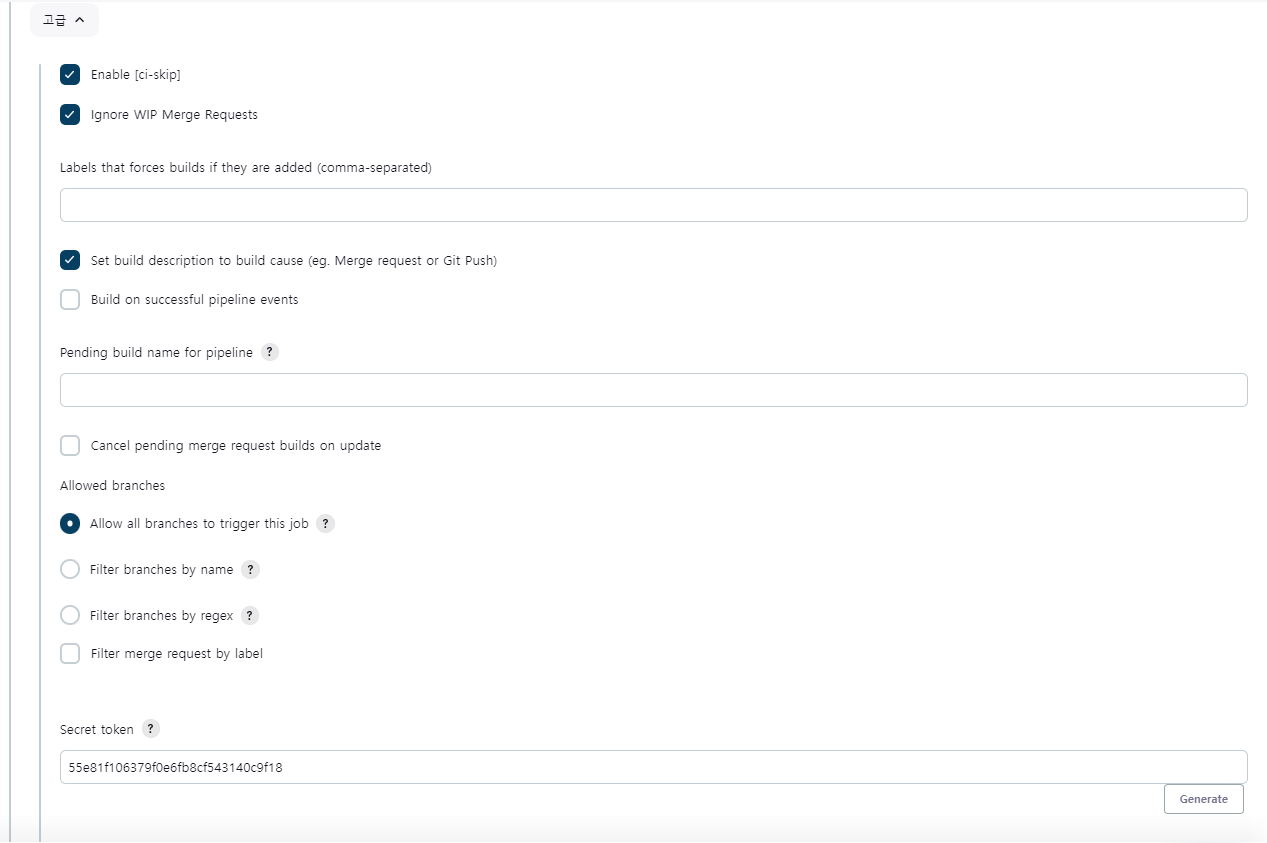 고급
Enable [ci-skip]
Ignore WIP Merge Requests
Labels that forces builds if they are added (comma-separated)
Set build description to build cause (eg. Merge request or Git Push)
Build on successful pipeline events
Pending build name for pipeline ?
Cancel pending merge request builds on update
Allowed branches
Allow all branches to trigger this job ?
Filter branches by name ?
Filter branches by regex ?
Filter merge request by label
Secret token ?
55e81f106379f0e6fb8cf543140c9f18
Generate